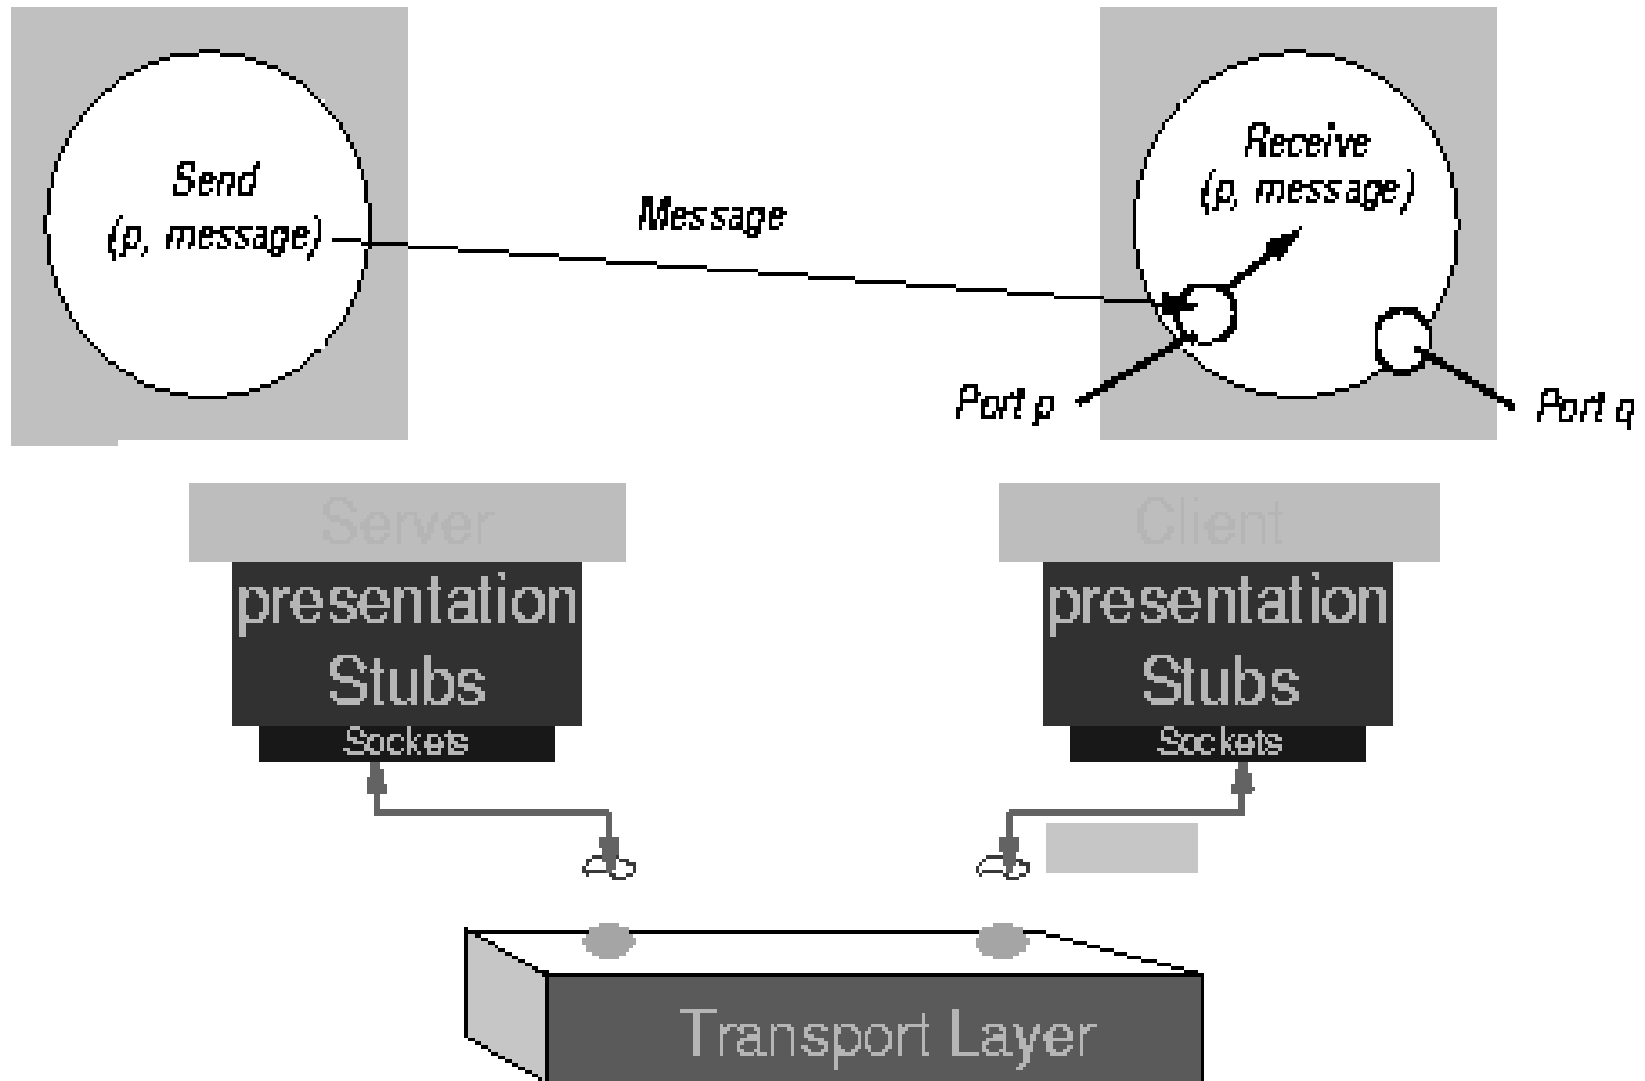 Send
(p, message)
Message
Receive
(p, message)
Port p
Port q
Server
Client
presentation
Stubs
Sockets
presentation
Stubs
Sockets
Transport Layer